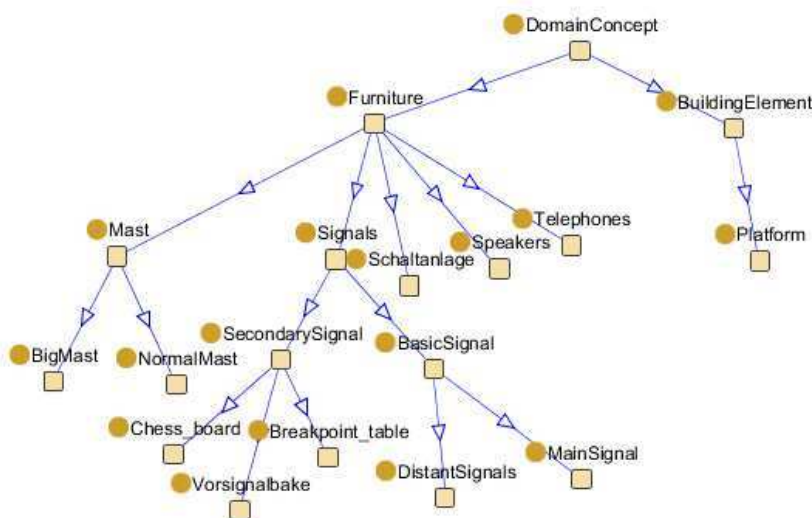 DomainConcept
Furniture
BuildingElement
Mast
Signals
Schaltanlage
Speakers
Telephones
Platform
BigMast
NormalMast
SecondarySignal
BasicSignal
Chess_board
Breakpoint_table
Vorsignalbake
DistantSignals
MainSignal